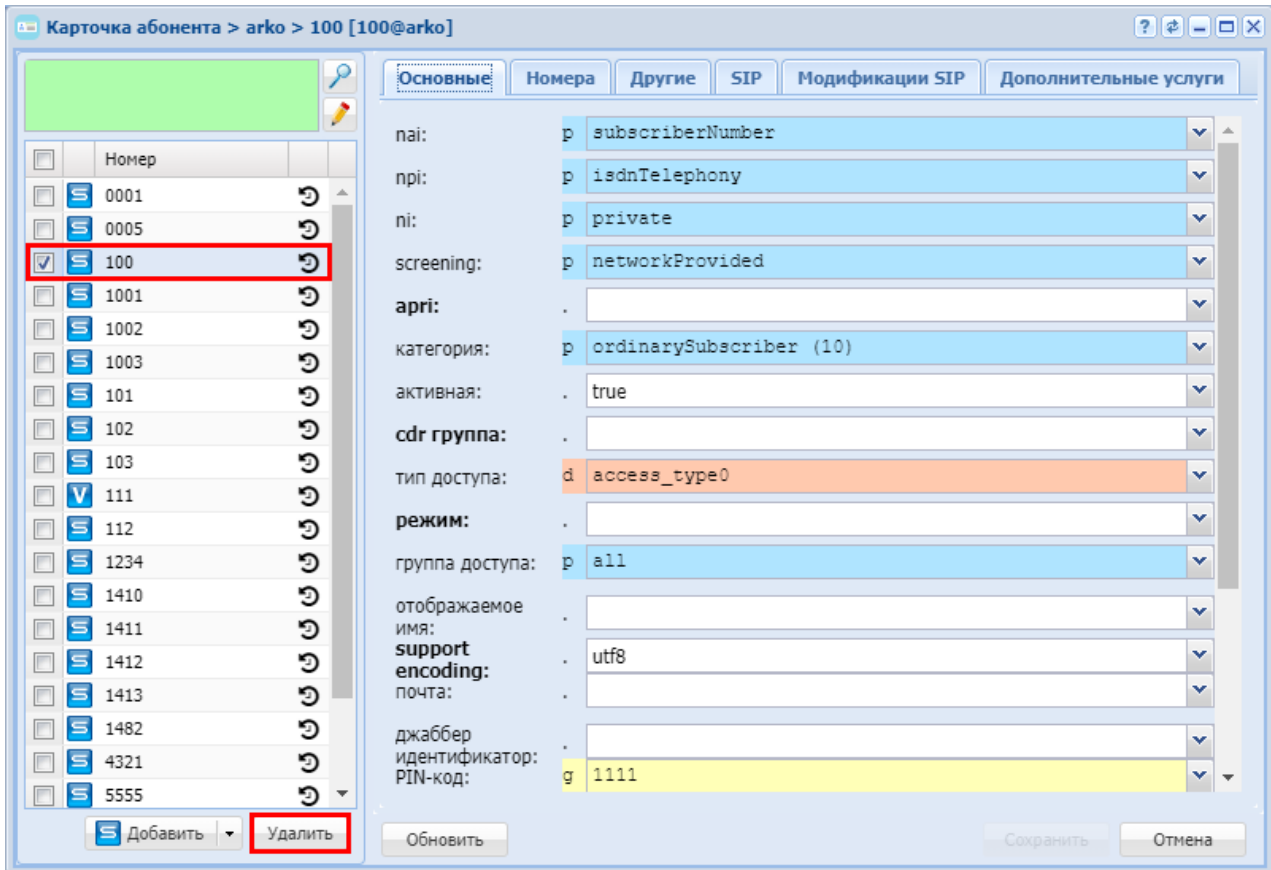 Карточка абонента > arko > 100 [100@arko]
Номер
0001
0005
100
1001
1002
1003
101
102
103
111
112
1234
1410
1411
1412
1413
1482
4321
5555
Добавить
Удалить
Основные Номера Другие SIP Модификации SIP Дополнительные услуги
nai: p subscriberNumber
npi: p isdnTelephony
ni: p private
screening: p networkProvided
apri: .
категория: p ordinarySubscriber (10)
активная: . true
cdr группа: .
тип доступа: d access_type0
режим: .
группа доступа: p all
отображаемое
имя: .
support
encoding: . utf8
почта: .
джаббер
идентификатор: .
PIN-код: g 1111
Обновить Сохранить Отмена